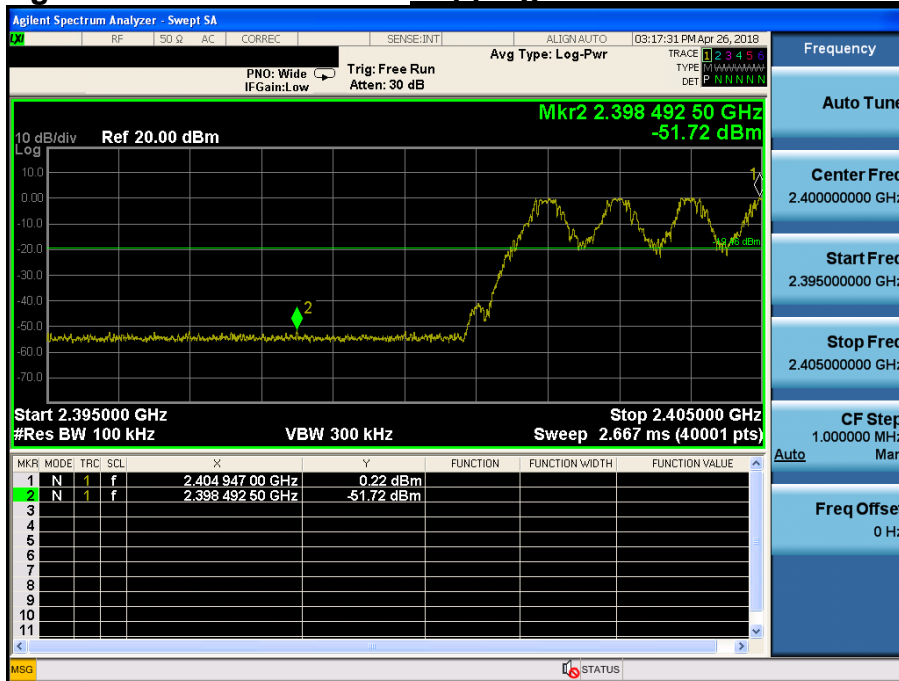 Agilent Spectrum Analyzer - Swept SA
LXI RF 50 Ω AC CORREC SENSE:INT ALIGN AUTO 03:17:31 PM Apr 26, 2018
PNO: Wide
IFGain:Low
Trig: Free Run
Atten: 30 dB
Avg Type: Log-Pwr
TRACE 1 2 3 4 5 6
TYPE M W W W W W
DET P N N N N N
Mkr2 2.398 492 50 GHz
-51.72 dBm
10 dB/div Ref 20.00 dBm
Log
10.0
0.00
-10.0
-20.0
-30.0
-40.0
-50.0
-60.0
-70.0
1
2
dBm
Start 2.395000 GHz Stop 2.405000 GHz
#Res BW 100 kHz VBW 300 kHz Sweep 2.667 ms (40001 pts)
MKR MODE TRC SCL X Y FUNCTION FUNCTION WIDTH FUNCTION VALUE
1 N 1 f 2.404 947 00 GHz 0.22 dBm
2 N 1 f 2.398 492 50 GHz -51.72 dBm
3
4
5
6
7
8
9
10
11
MSG STATUS
Frequency
Auto Tune
Center Freq
2.400000000 GHz
Start Freq
2.395000000 GHz
Stop Freq
2.405000000 GHz
CF Step
1.000000 MHz
Auto Man
Freq Offset
0 Hz